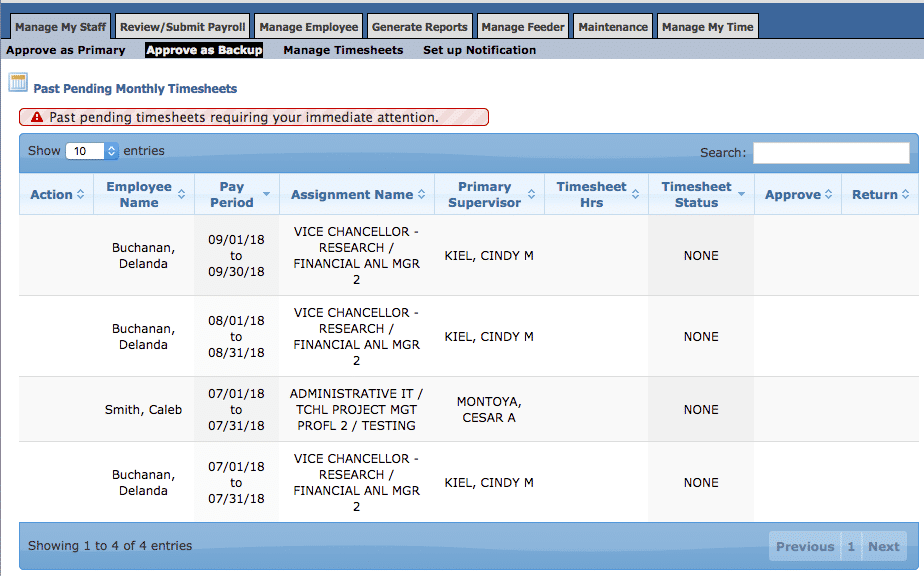 Manage My Staff Review/Submit Payroll Manage Employee Generate Reports Manage Feeder Maintenance Manage My Time
Approve as Primary Approve as Backup Manage Timesheets Set up Notification
Past Pending Monthly Timesheets
Past pending timesheets requiring your immediate attention.
Show 10 entries Search:
Action Employee Name Pay Period Assignment Name Primary Supervisor Timesheet Hrs Timesheet Status Approve Return
Buchanan, Delanda 09/01/18 to 09/30/18 VICE CHANCELLOR - RESEARCH / FINANCIAL ANL MGR 2 KIEL, CINDY M NONE
Buchanan, Delanda 08/01/18 to 08/31/18 VICE CHANCELLOR - RESEARCH / FINANCIAL ANL MGR 2 KIEL, CINDY M NONE
Smith, Caleb 07/01/18 to 07/31/18 ADMINISTRATIVE IT / TCHL PROJECT MGT PROFL 2 / TESTING MONTOYA, CESAR A NONE
Buchanan, Delanda 07/01/18 to 07/31/18 VICE CHANCELLOR - RESEARCH / FINANCIAL ANL MGR 2 KIEL, CINDY M NONE
Showing 1 to 4 of 4 entries Previous 1 Next